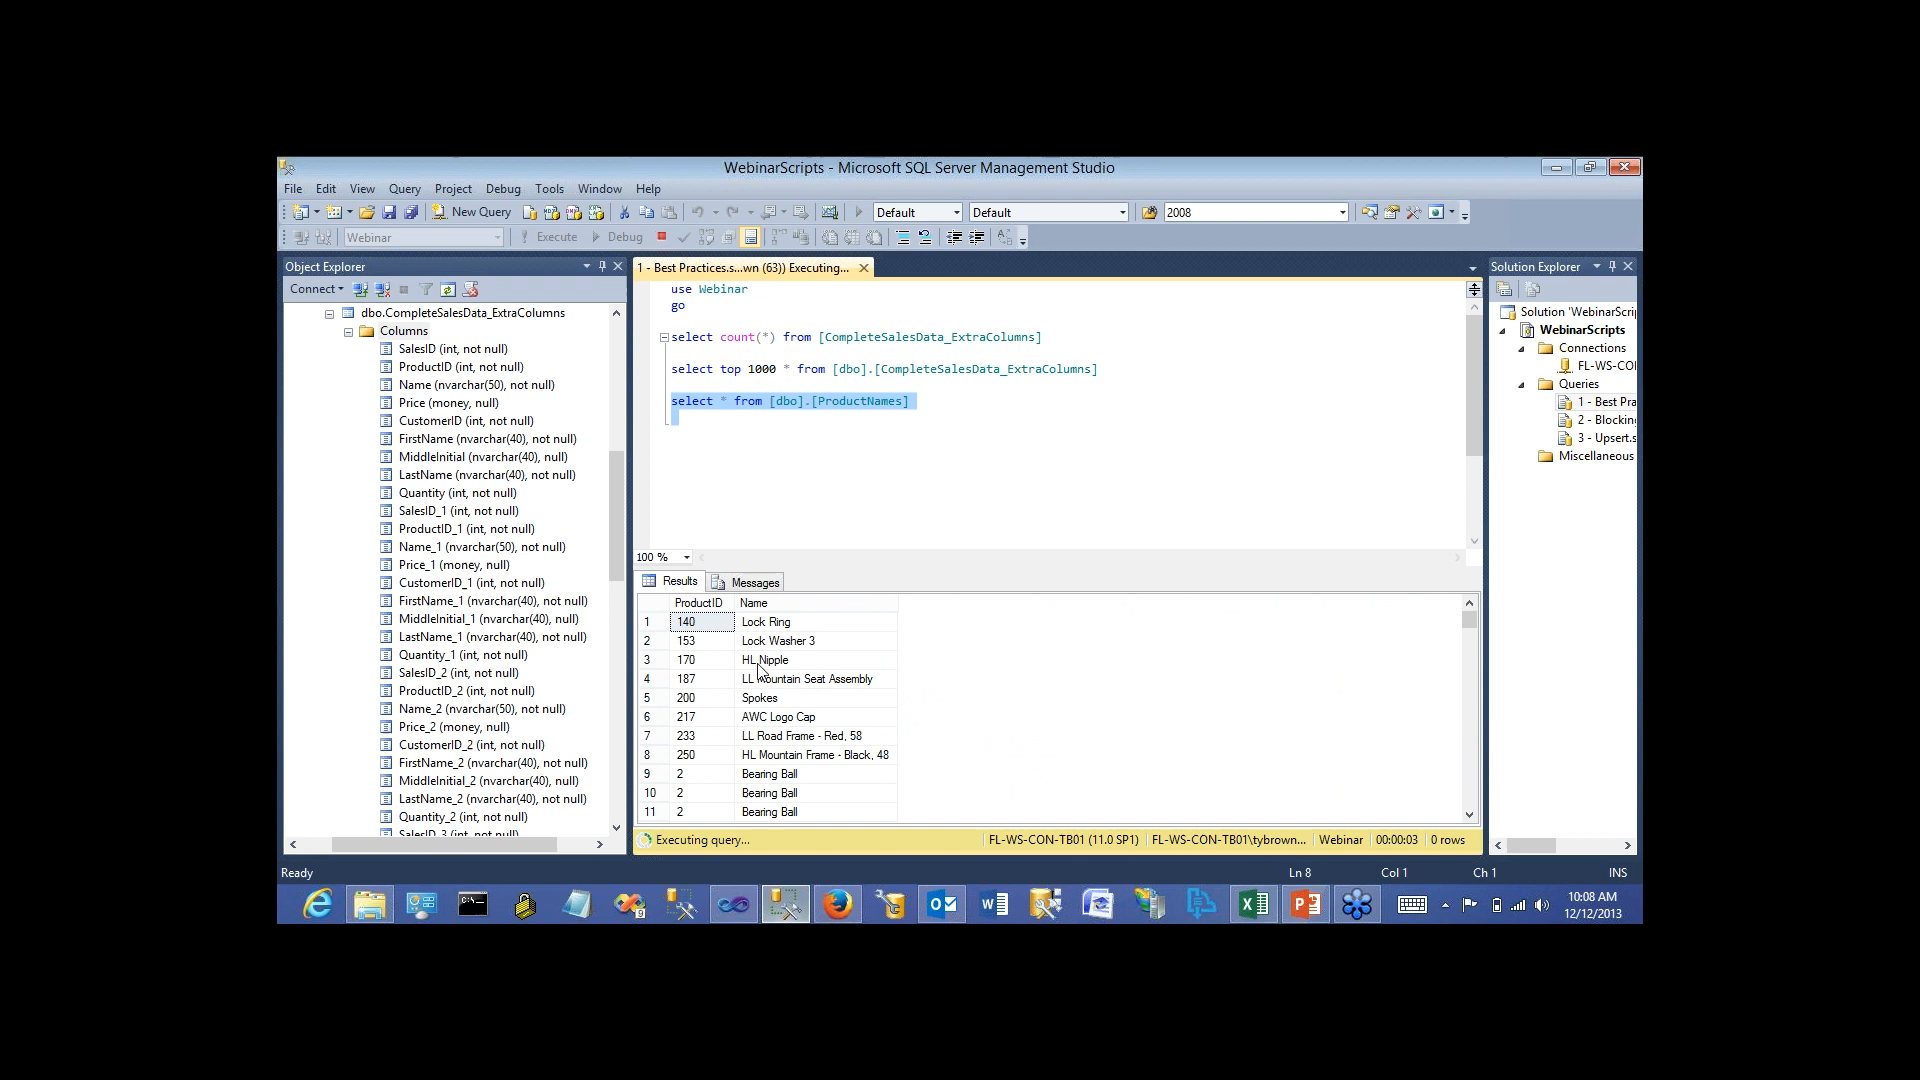 WebinarScripts - Microsoft SQL Server Management Studio
File Edit View Query Project Debug Tools Window Help
New Query Default Default 2008
Webinar Execute Debug
Object Explorer
Connect
dbo.CompleteSalesData_ExtraColumns
Columns
SalesID (int, not null)
ProductID (int, not null)
Name (nvarchar(50), not null)
Price (money, null)
CustomerID (int, not null)
FirstName (nvarchar(40), not null)
MiddleInitial (nvarchar(40), null)
LastName (nvarchar(40), not null)
Quantity (int, not null)
SalesID_1 (int, not null)
ProductID_1 (int, not null)
Name_1 (nvarchar(50), not null)
Price_1 (money, null)
CustomerID_1 (int, not null)
FirstName_1 (nvarchar(40), not null)
MiddleInitial_1 (nvarchar(40), null)
LastName_1 (nvarchar(40), not null)
Quantity_1 (int, not null)
SalesID_2 (int, not null)
ProductID_2 (int, not null)
Name_2 (nvarchar(50), not null)
Price_2 (money, null)
CustomerID_2 (int, not null)
FirstName_2 (nvarchar(40), not null)
MiddleInitial_2 (nvarchar(40), null)
LastName_2 (nvarchar(40), not null)
Quantity_2 (int, not null)
SalesID_3 (int, not null)
1 - Best Practices.s...wn (63)) Executing...
use Webinar
go
select count(*) from [CompleteSalesData_ExtraColumns]
select top 1000 * from [dbo].[CompleteSalesData_ExtraColumns]
select * from [dbo].[ProductNames]
100 %
Results Messages
ProductID Name
1 140 Lock Ring
2 153 Lock Washer 3
3 170 HL Nipple
4 187 LL Mountain Seat Assembly
5 200 Spokes
6 217 AWC Logo Cap
7 233 LL Road Frame - Red, 58
8 250 HL Mountain Frame - Black, 48
9 2 Bearing Ball
10 2 Bearing Ball
11 2 Bearing Ball
Executing query... FL-WS-CON-TB01 (11.0 SP1) FL-WS-CON-TB01\tybrown... Webinar 00:00:03 0 rows
Solution Explorer
Solution 'WebinarScri
WebinarScripts
Connections
FL-WS-CO
Queries
1 - Best Pra
2 - Blockin
3 - Upsert.s
Miscellaneous
Ready Ln 8 Col 1 Ch 1 INS
10:08 AM
12/12/2013